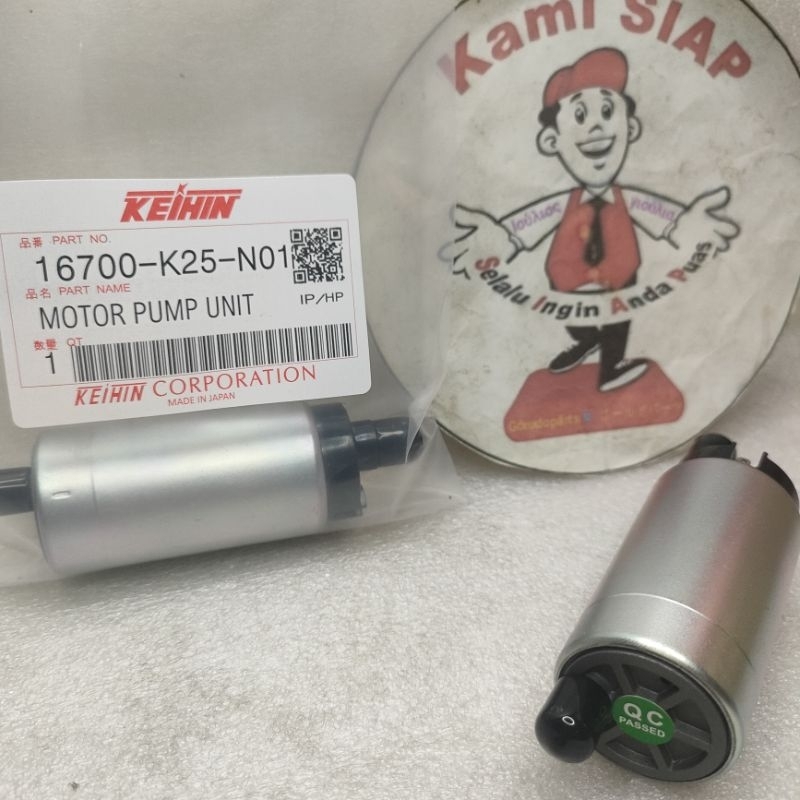 Kami SIAP
KEIHIN
品番 PART NO.
16700-K25-N01
品名 PART NAME
MOTOR PUMP UNIT
IP/HP
数量 QT
1
KEIHIN CORPORATION
MADE IN JAPAN
Selalu Ingin Anda Puas
QC
PASSED